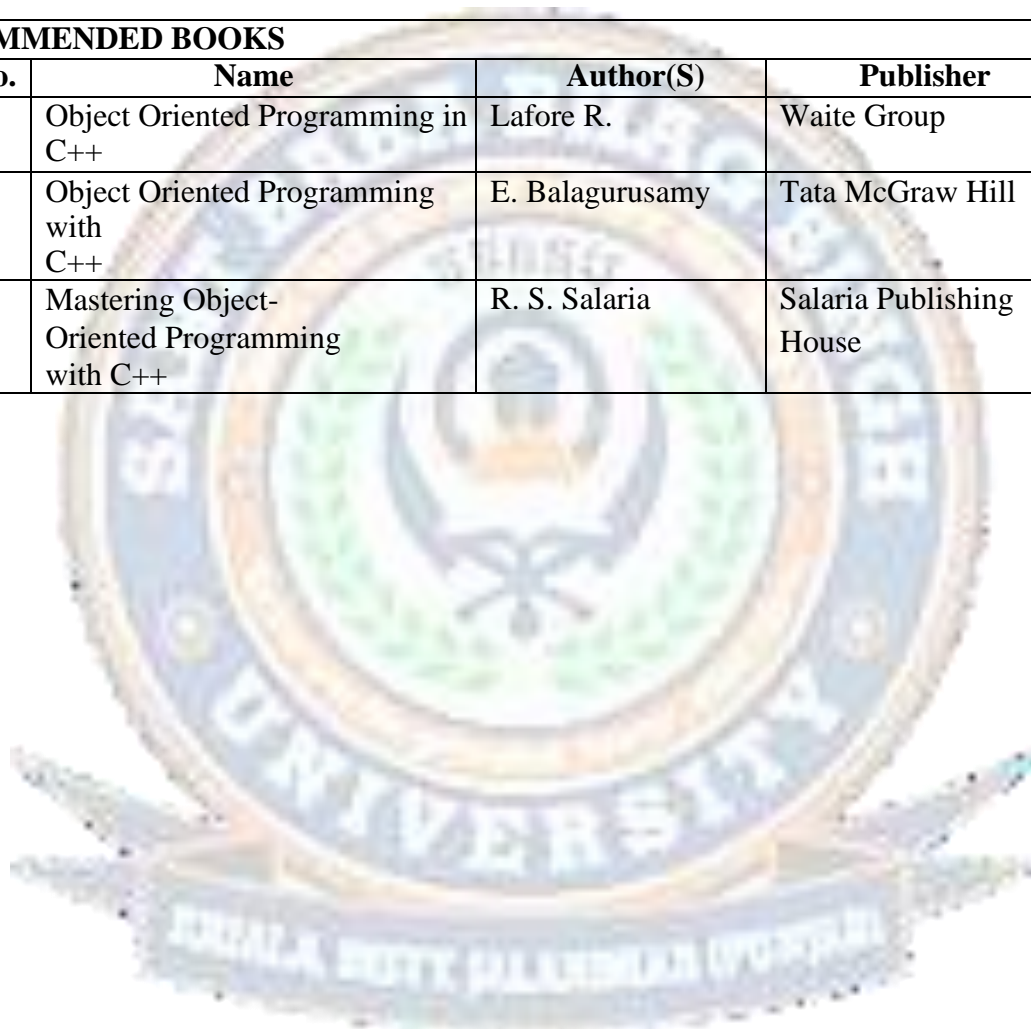 MMENDED BOOKS
o. Name Author(S) Publisher
Object Oriented Programming in Lafore R. Waite Group
C++
Object Oriented Programming E. Balagurusamy Tata McGraw Hill
with
C++
Mastering Object- R. S. Salaria Salaria Publishing
Oriented Programming House
with C++
UNIVERSITY